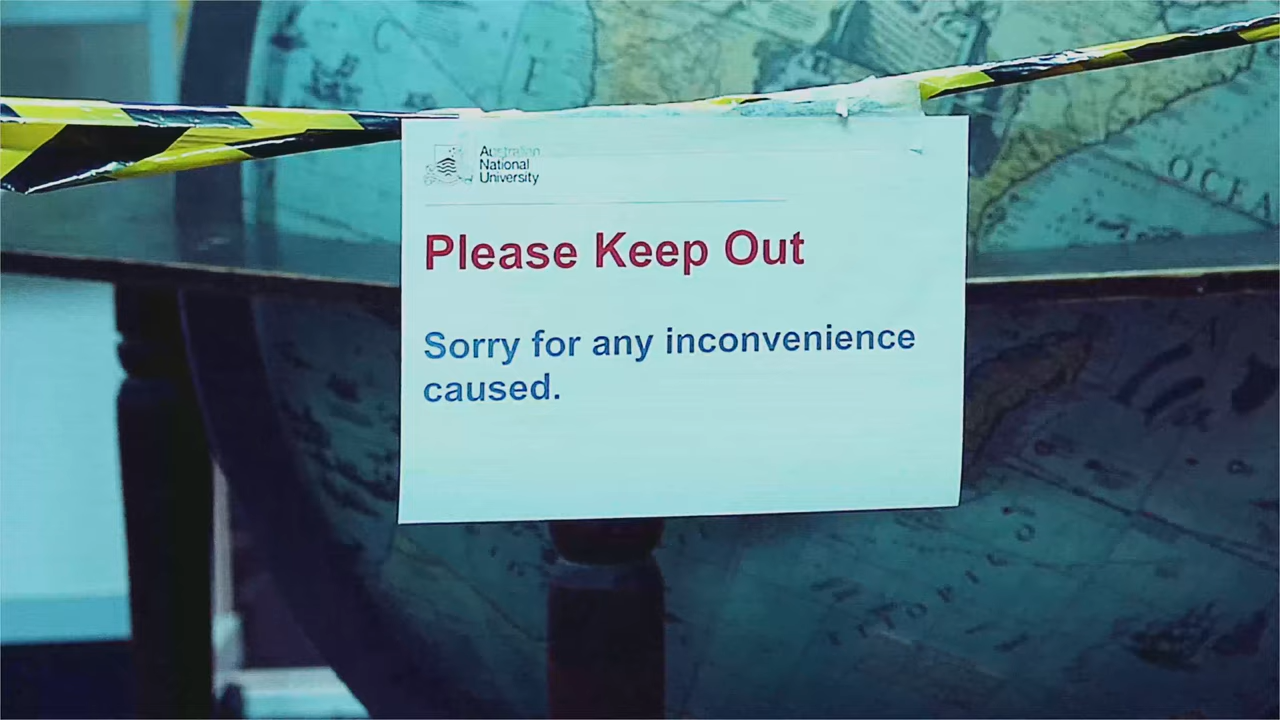 Australian
National
University
Please Keep Out
Sorry for any inconvenience
caused.
OCEA